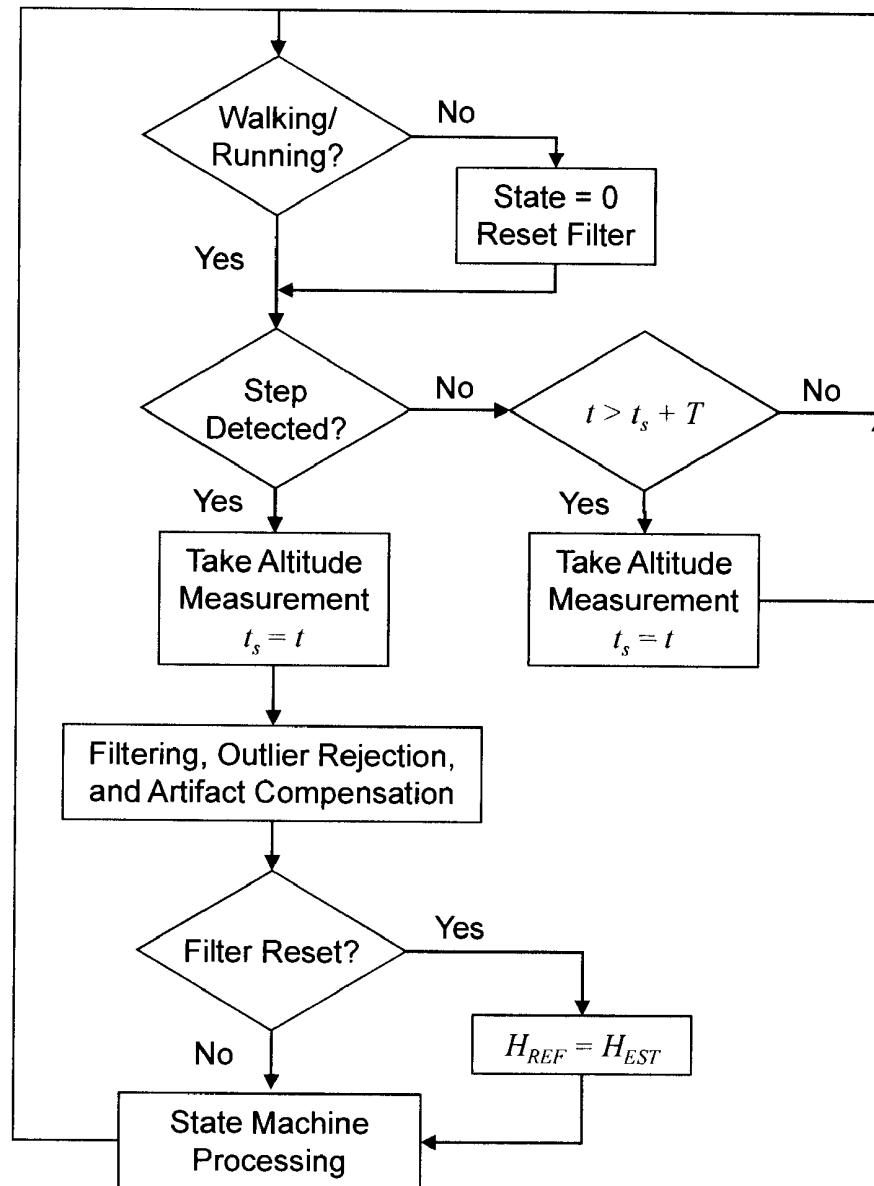 Walking/
Running?
No
State = 0
Reset Filter
Yes
Step
Detected?
No
t > t_s + T
No
Yes
Yes
Take Altitude
Measurement
t_s = t
Take Altitude
Measurement
t_s = t
Filtering, Outlier Rejection,
and Artifact Compensation
Filter Reset?
Yes
No
H_REF = H_EST
State Machine
Processing